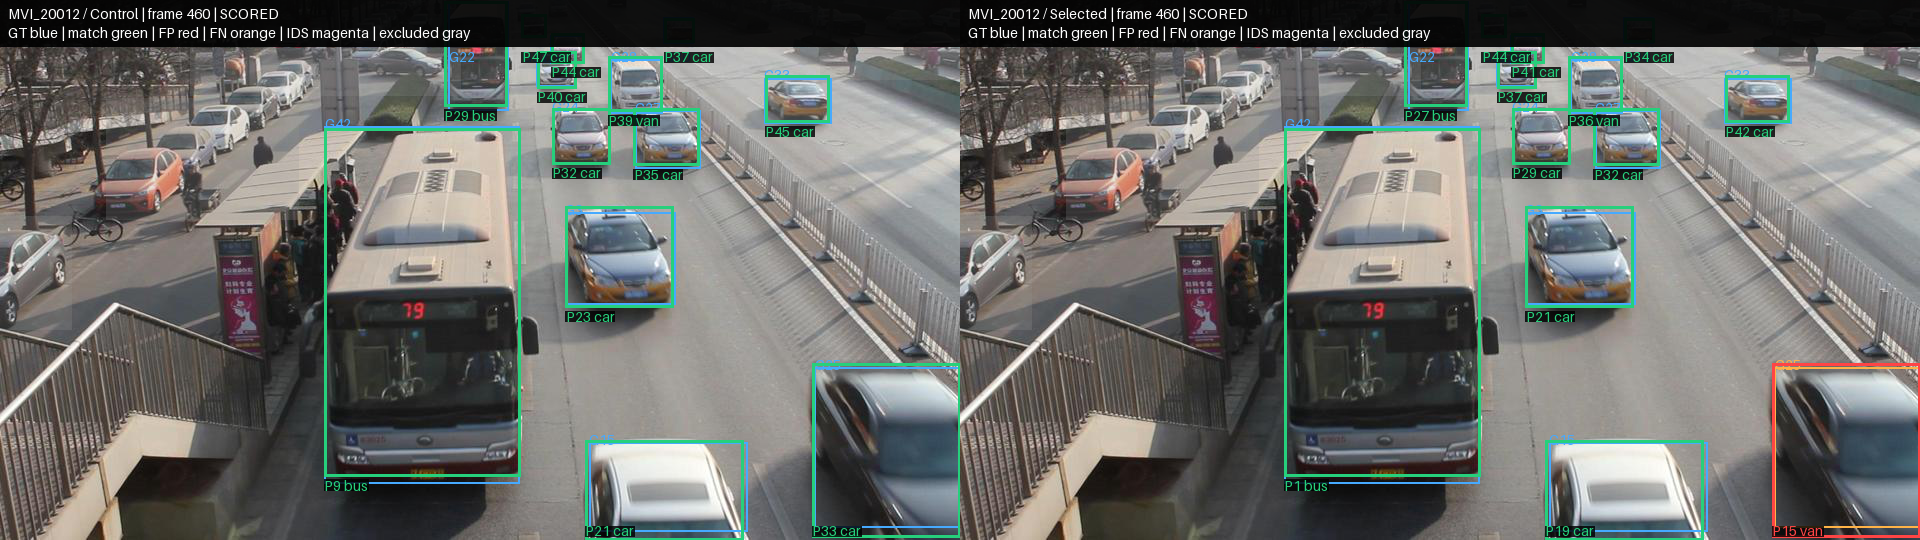 MVI_20012 / Control | frame 460 | SCORED
GT blue | match green | FP red | FN orange | IDS magenta | excluded gray
G22
P29 bus
P47 car
P44 car
P40 car
P37 car
P39 van
P32 car
P35 car
P45 car
G42
79
P23 car
P9 bus
P21 car
P33 car
MVI_20012 / Selected | frame 460 | SCORED
GT blue | match green | FP red | FN orange | IDS magenta | excluded gray
G22
P27 bus
P44 car
P41 car
P37 car
P34 car
P36 van
P29 car
P32 car
P42 car
G42
79
P21 car
P1 bus
P19 car
P15 van